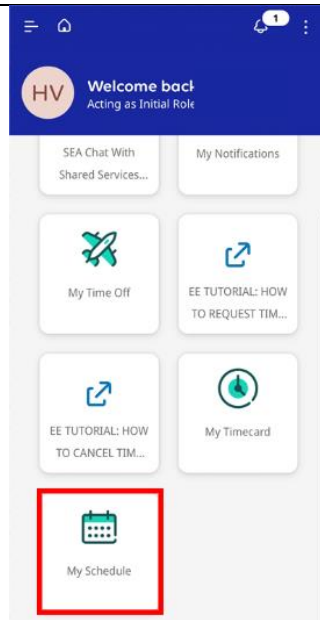 1
HV
Welcome back
Acting as Initial Role
SEA Chat With
Shared Services...
My Notifications
My Time Off
EE TUTORIAL: HOW
TO REQUEST TIM...
EE TUTORIAL: HOW
TO CANCEL TIM...
My Timecard
My Schedule